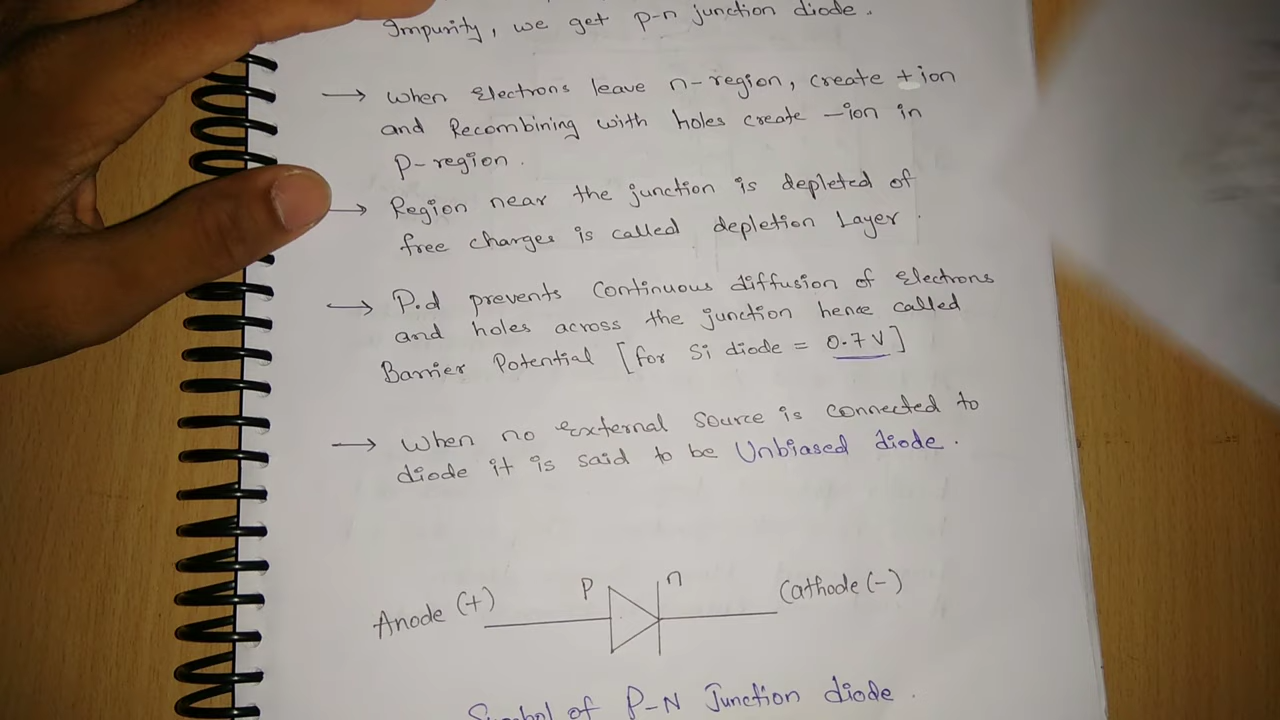 Impurity, we get p-n junction diode.
→ When Electrons leave n-region, create +ion
and Recombining with holes create -ion in
P-region.
→ Region near the junction is depleted of
free charges is called depletion Layer.
→ P.d prevents Continuous diffusion of Electrons
and holes across the junction hence called
Barrier Potential [for Si diode = 0.7V]
→ When no External source is connected to
diode it is said to be Unbiased diode.
P n
Anode (+) Cathode (-)
Symbol of P-N Junction diode.